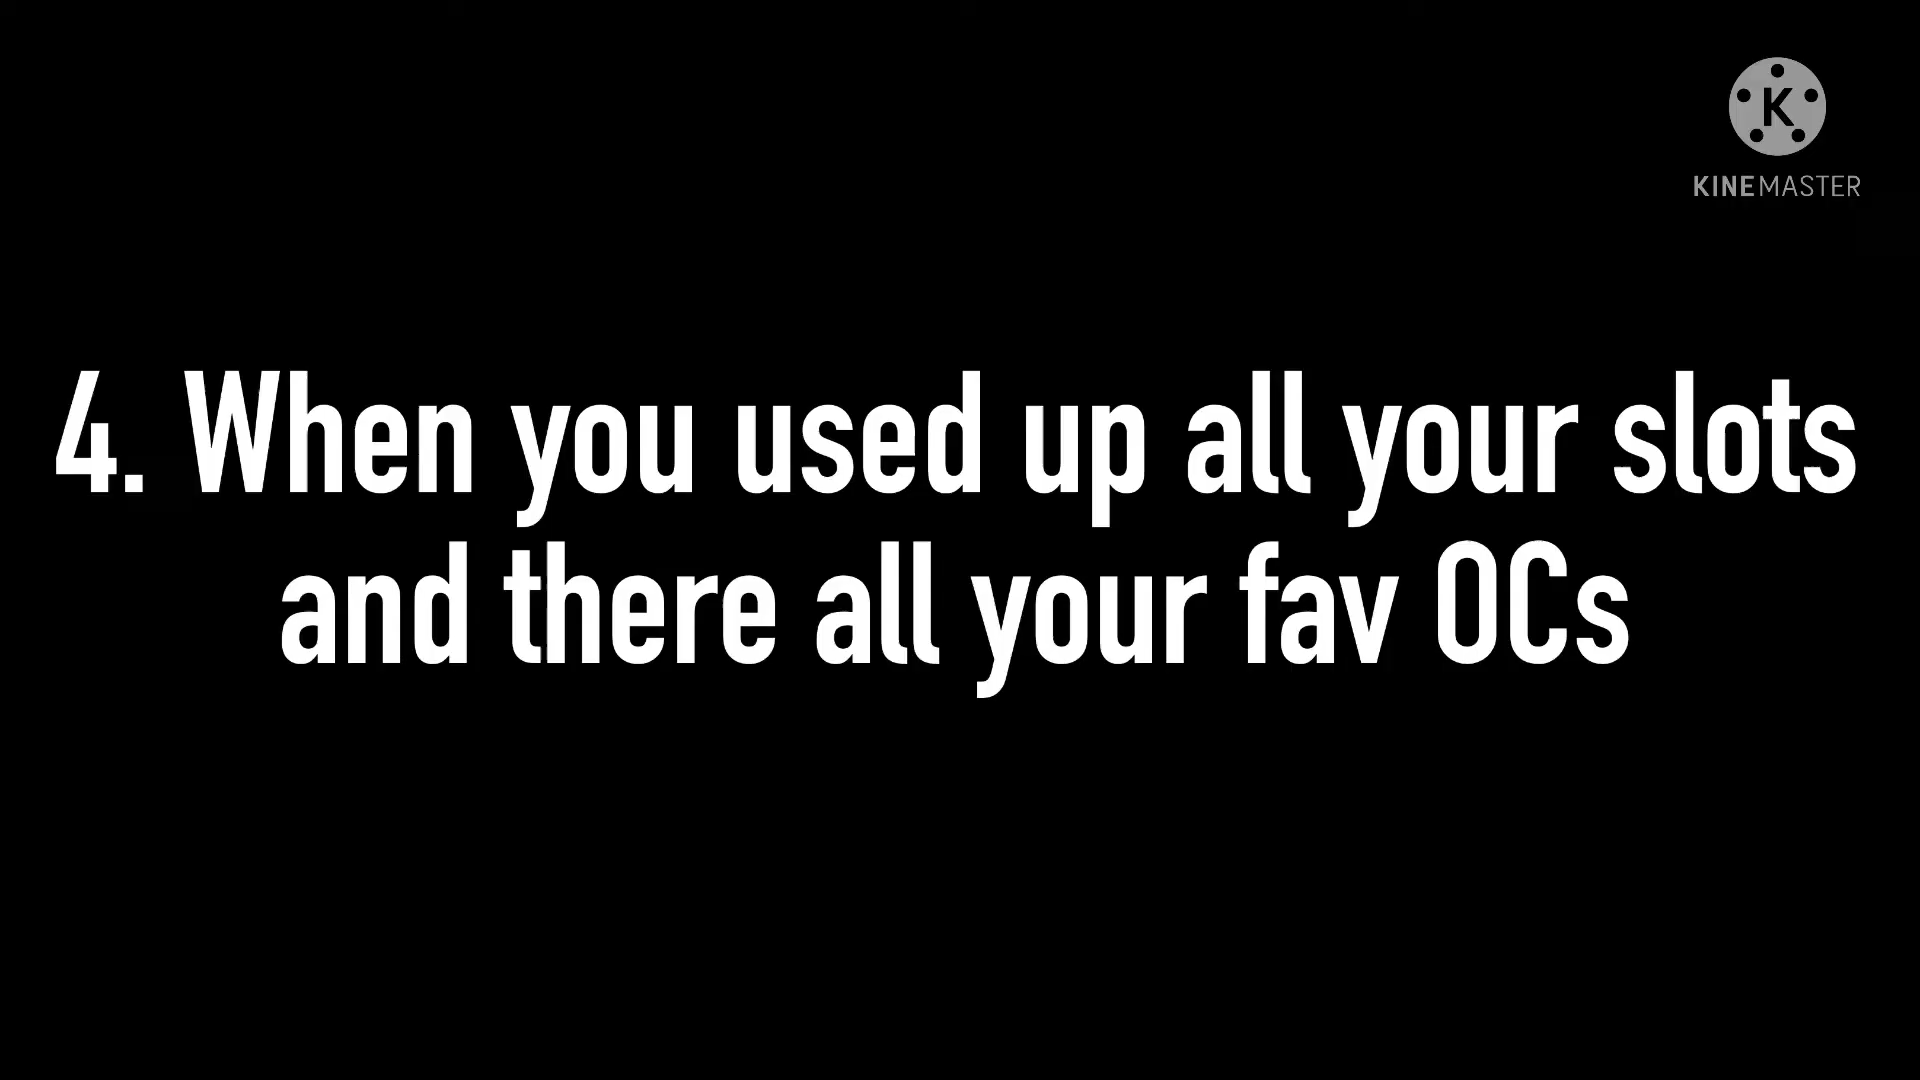 K
KINEMASTER
4. When you used up all your slots
and there all your fav OCs